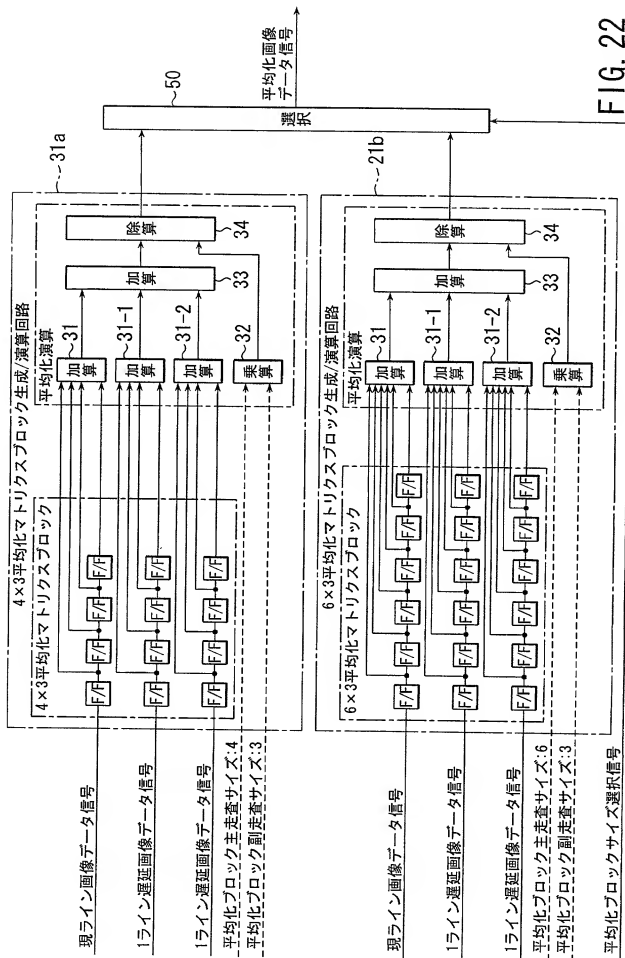 平均化画像
データ信号
50
選択
31a
4×3平均化マトリクスブロック生成/演算回路
平均化演算
除算
34
加算
33
31
加算
31-1
加算
31-2
加算
32
乗算
4×3平均化マトリクスブロック
F/F F/F F/F F/F
F/F F/F F/F F/F
F/F F/F F/F F/F
現ライン画像データ信号
1ライン遅延画像データ信号
1ライン遅延画像データ信号
平均化ブロック主走査サイズ:4
平均化ブロック副走査サイズ:3
21b
6×3平均化マトリクスブロック生成/演算回路
平均化演算
除算
34
加算
33
31
加算
31-1
加算
31-2
加算
32
乗算
6×3平均化マトリクスブロック
F/F F/F F/F F/F F/F F/F
F/F F/F F/F F/F F/F F/F
F/F F/F F/F F/F F/F F/F
現ライン画像データ信号
1ライン遅延画像データ信号
1ライン遅延画像データ信号
平均化ブロック主走査サイズ:6
平均化ブロック副走査サイズ:3
平均化ブロックサイズ選択信号
FIG. 22